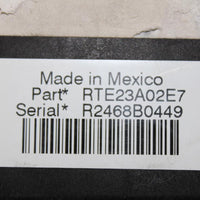 Made in Mexico
Part* RTE23A02E7
Serial* R2468B0449